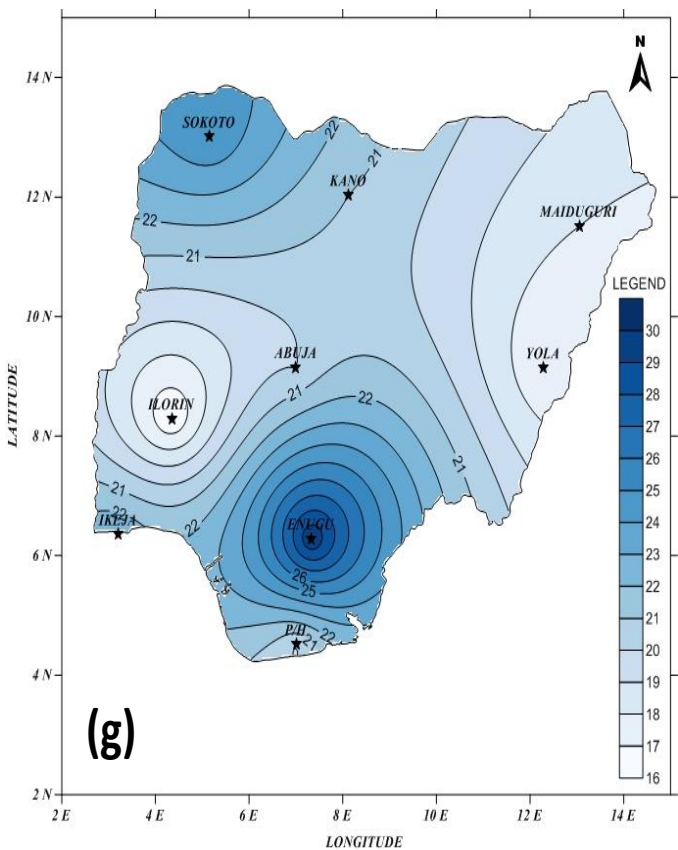 N
14 N
SOKOTO
22
21
KANO
12 N
MAIDUGURI
22
21
LEGEND
10 N
30
ABUJA
YOLA
29
21
28
22
27
ILORIN
26
8 N
25
21
21
24
22
IKEJA
22
ENUGU
23
6 N
22
26
21
25
20
P/H
22
19
21
18
4 N
17
(g)
16
2 N
2 E
4 E
6 E
8 E
10 E
12 E
14 E
LATITUDE
LONGITUDE